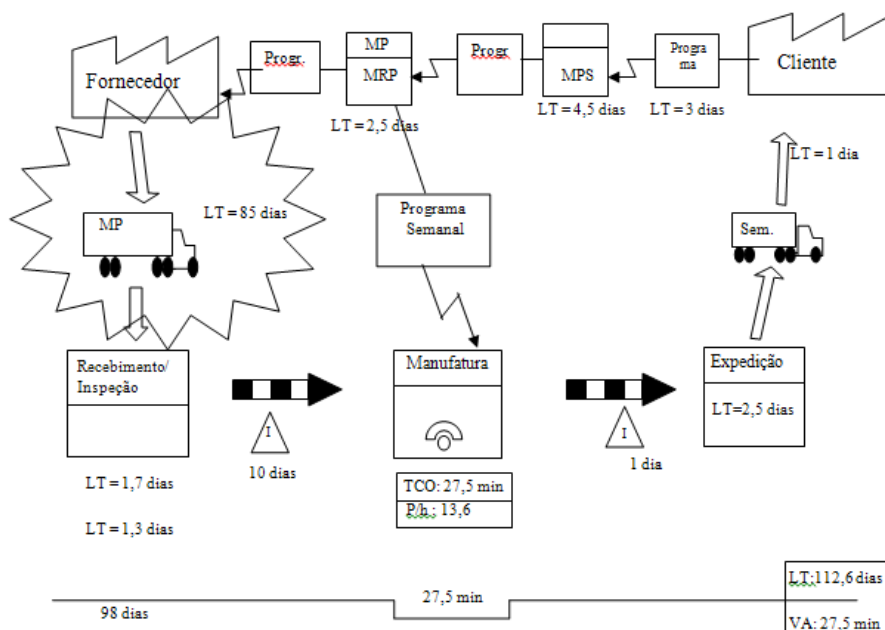 Fornecedor
Progr.
MP
MRP
LT = 2,5 dias
Progr
MPS
LT = 4,5 dias
Progra
ma
LT = 3 dias
Cliente
LT = 1 dia
MP
LT = 85 dias
Programa
Semanal
Sem.
Recebimento/
Inspeção
I
10 dias
Manufatura
I
1 dia
Expedição
LT=2,5 dias
LT = 1,7 dias
LT = 1,3 dias
TCO: 27,5 min
P/h.: 13,6
98 dias
27,5 min
LT:112,6 dias
VA: 27,5 min